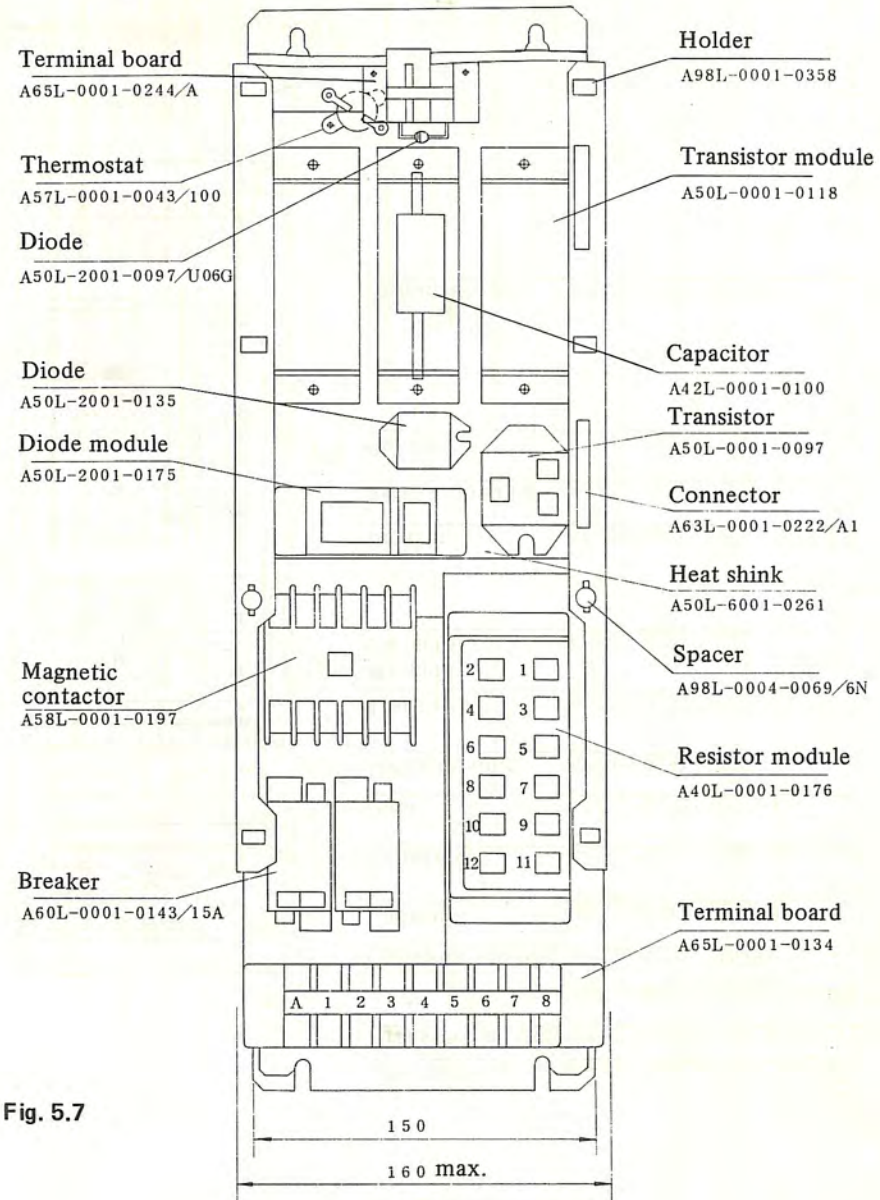 Terminal board
A65L-0001-0244/A
Thermostat
A57L-0001-0043/100
Diode
A50L-2001-0097/U06G
Diode
A50L-2001-0135
Diode module
A50L-2001-0175
Magnetic
contactor
A58L-0001-0197
Breaker
A60L-0001-0143/15A
Holder
A98L-0001-0358
Transistor module
A50L-0001-0118
Capacitor
A42L-0001-0100
Transistor
A50L-0001-0097
Connector
A63L-0001-0222/A1
Heat shink
A50L-6001-0261
Spacer
A98L-0004-0069/6N
Resistor module
A40L-0001-0176
Terminal board
A65L-0001-0134
2 1
4 3
6 5
8 7
10 9
12 11
A 1 2 3 4 5 6 7 8
Fig. 5.7
150
160 max.